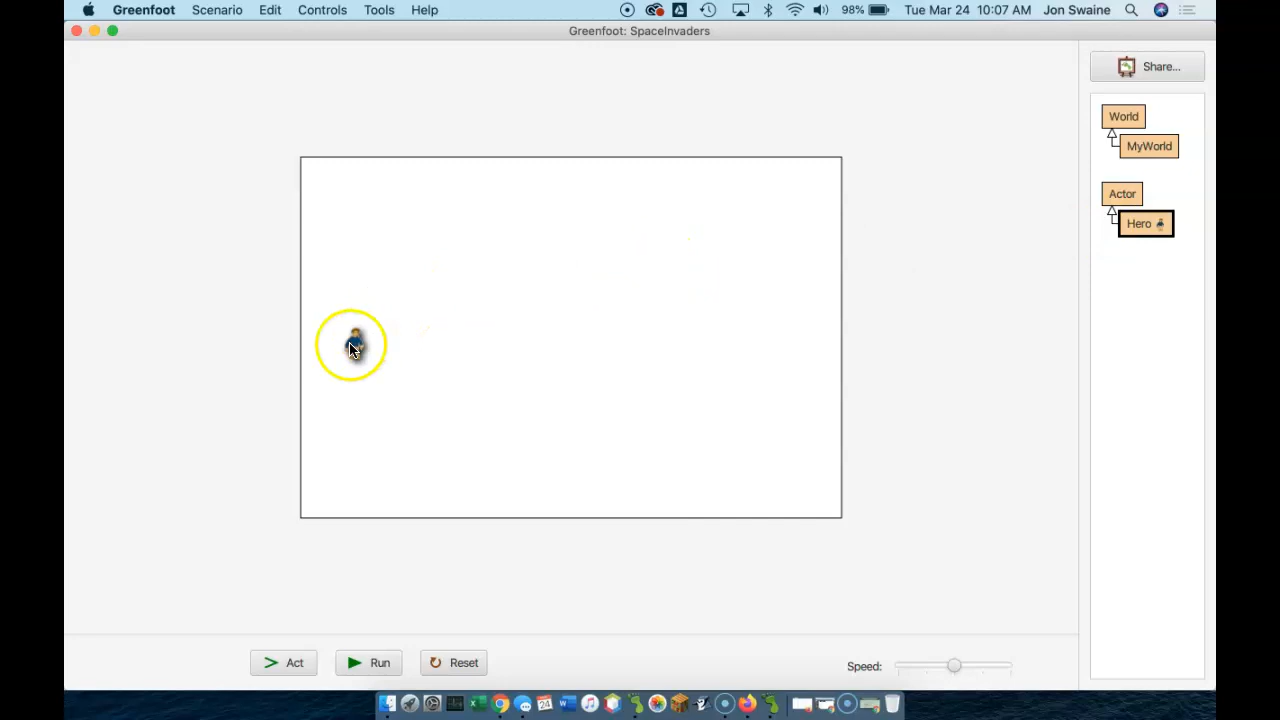 Greenfoot Scenario Edit Controls Tools Help 98% Tue Mar 24 10:07 AM Jon Swaine
Greenfoot: SpaceInvaders
Share...
World
MyWorld
Actor
Hero
Act Run Reset Speed:
24